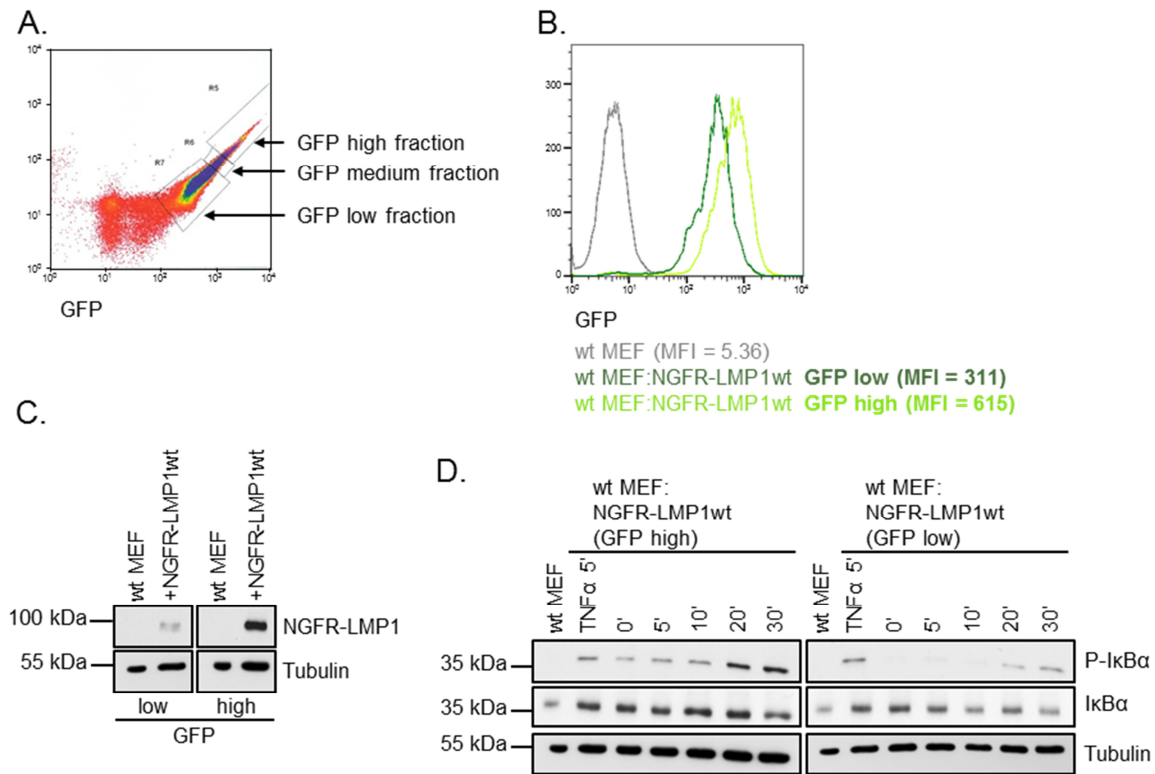 A.
10⁴
10³
10²
10¹
10⁰
R5
R6
R7
10⁰ 10¹ 10² 10³ 10⁴
GFP
GFP high fraction
GFP medium fraction
GFP low fraction
B.
300
200
100
0
10⁰ 10¹ 10² 10³ 10⁴
GFP
wt MEF (MFI = 5.36)
wt MEF:NGFR-LMP1wt GFP low (MFI = 311)
wt MEF:NGFR-LMP1wt GFP high (MFI = 615)
C.
wt MEF
+NGFR-LMP1wt
wt MEF
+NGFR-LMP1wt
100 kDa
NGFR-LMP1
55 kDa
Tubulin
low high
GFP
D.
wt MEF:
NGFR-LMP1wt
(GFP high)
wt MEF:
NGFR-LMP1wt
(GFP low)
wt MEF
TNFα 5'
0'
5'
10'
20'
30'
wt MEF
TNFα 5'
0'
5'
10'
20'
30'
35 kDa
P-IκBα
35 kDa
IκBα
55 kDa
Tubulin